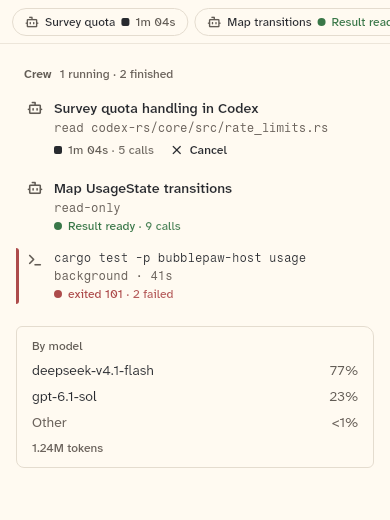 Survey quota 1m 04s Map transitions Result read
Crew 1 running · 2 finished
Survey quota handling in Codex
read codex-rs/core/src/rate_limits.rs
1m 04s · 5 calls Cancel
Map UsageState transitions
read-only
Result ready · 9 calls
cargo test -p bubblepaw-host usage
background · 41s
exited 101 · 2 failed
By model
deepseek-v4.1-flash 77%
gpt-6.1-sol 23%
Other <1%
1.24M tokens